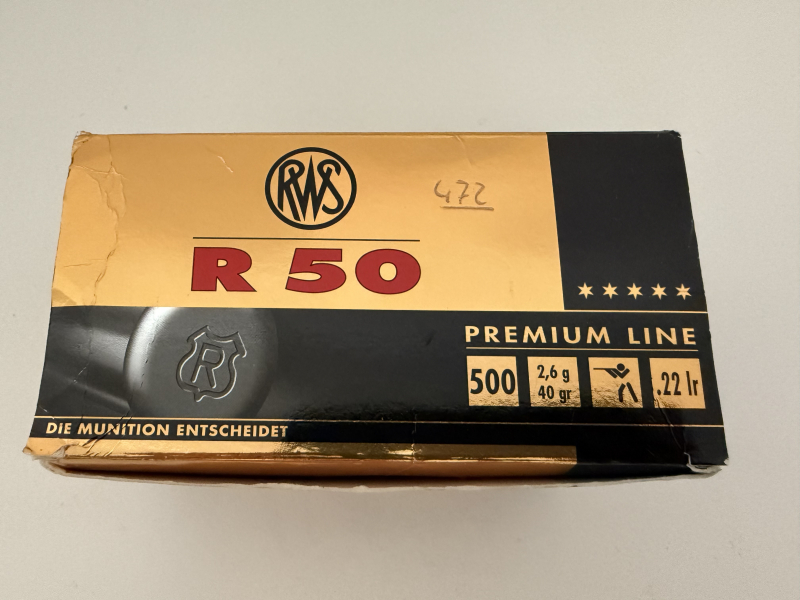 RWS
472
R 50
★★★★★
PREMIUM LINE
500
2,6 g
40 gr
.22 lr
R
DiE MUNITION ENTSCHEIDET